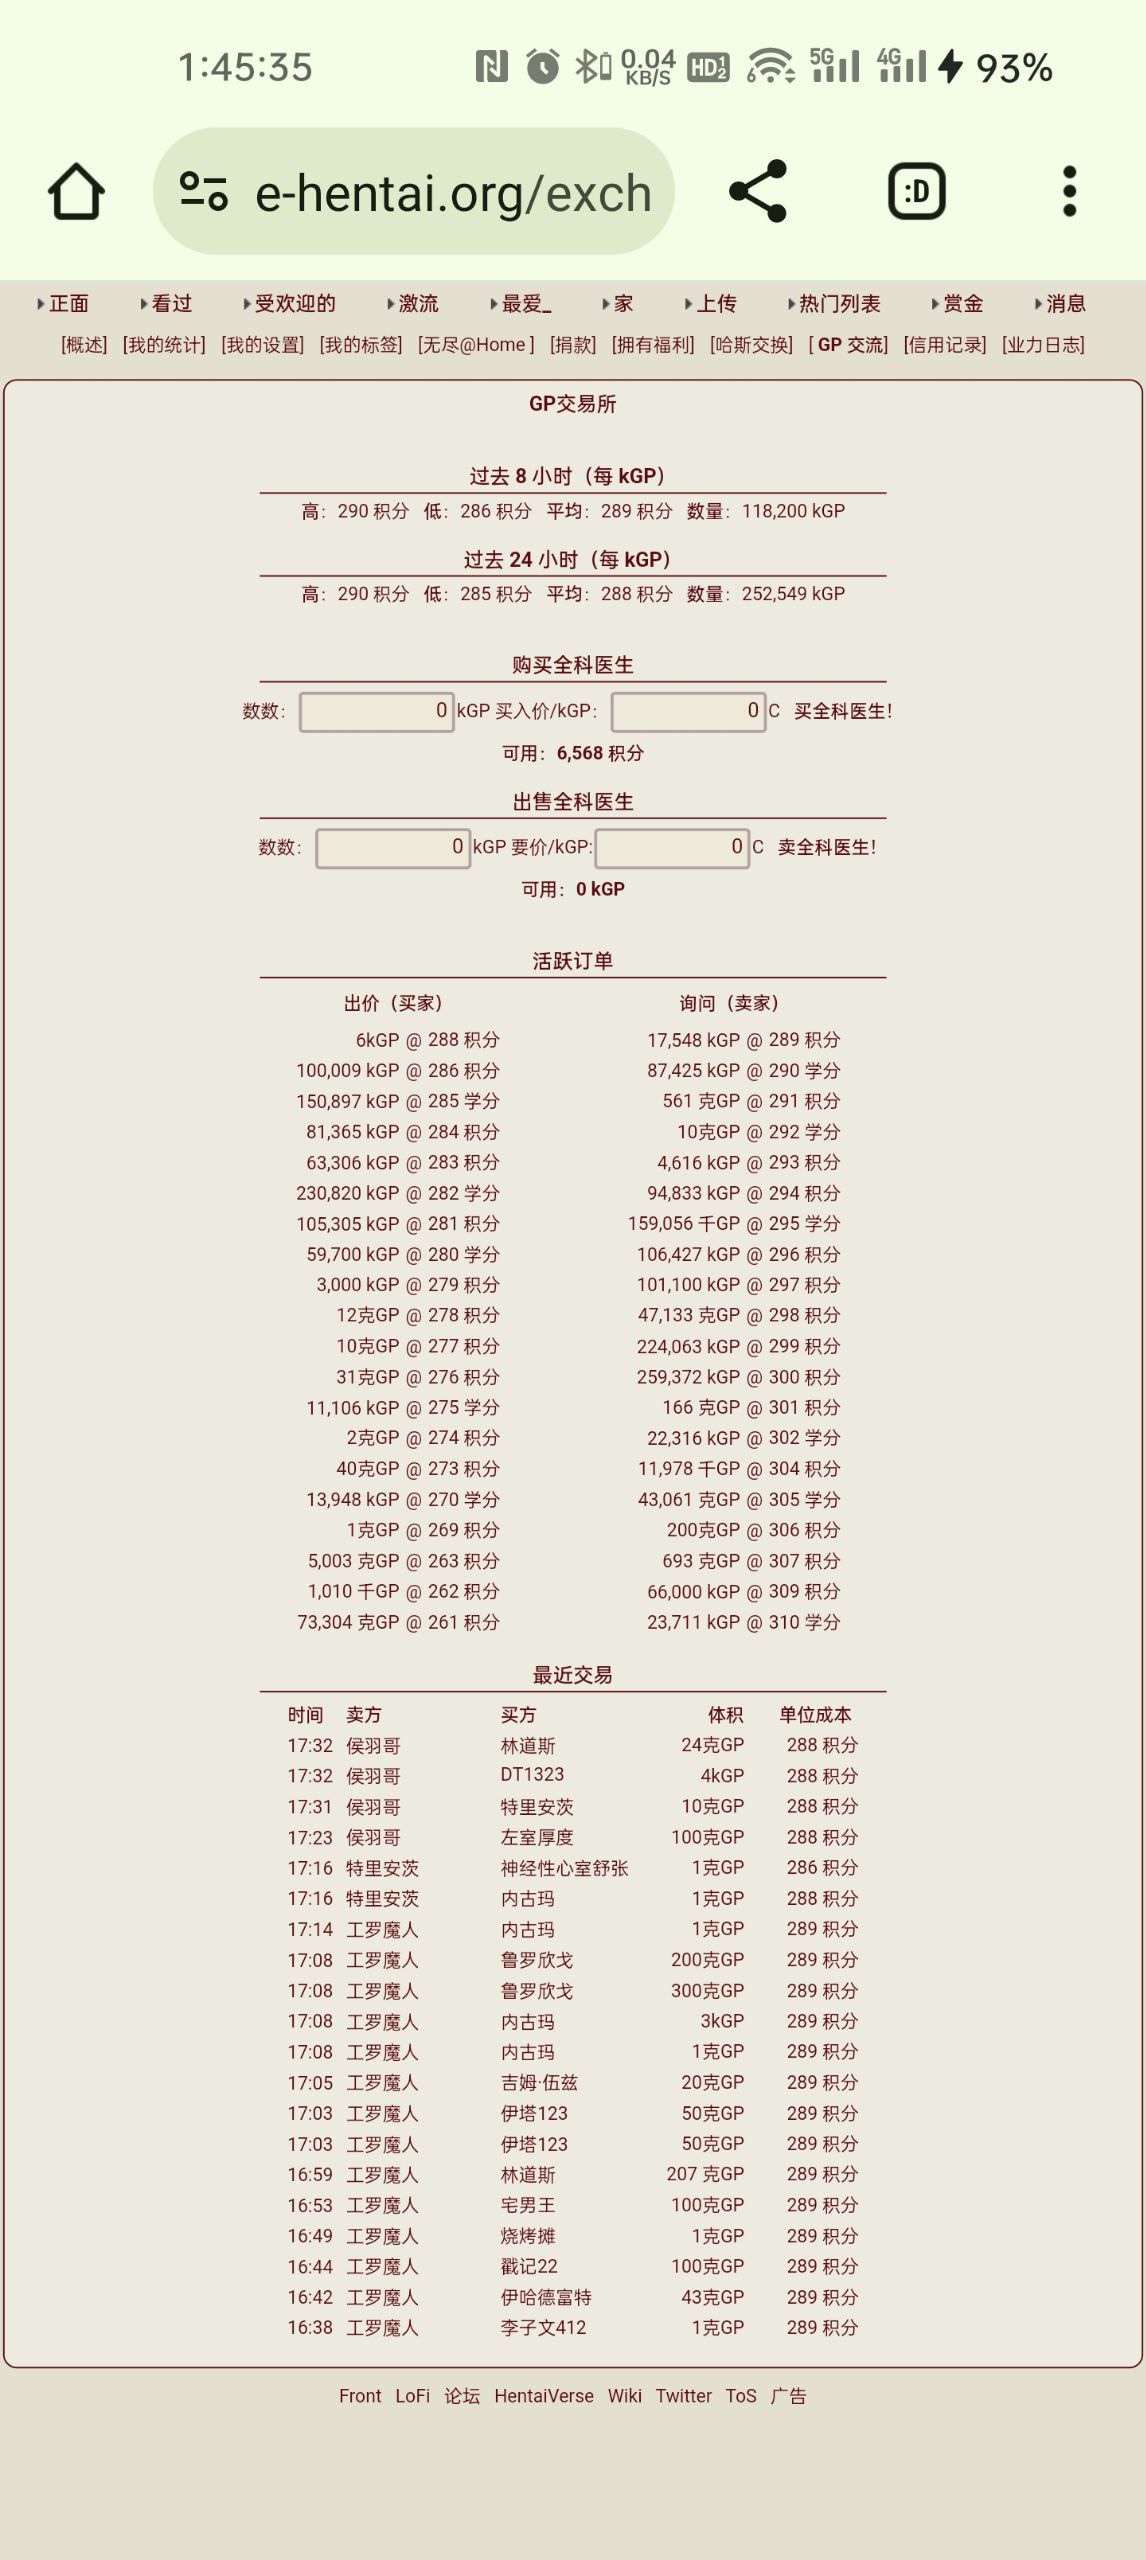 1:45:35 0.04 KB/S HD 1 2 6 5G 4G 93%
e-hentai.org/exch :D
正面 看过 受欢迎的 激流 最爱_ 家 上传 热门列表 赏金 消息
[概述] [我的统计] [我的设置] [我的标签] [无尽@Home ] [捐款] [拥有福利] [哈斯交换] [ GP 交流] [信用记录] [业力日志]
GP交易所
过去 8 小时（每 kGP）
高： 290 积分 低： 286 积分 平均： 289 积分 数量： 118,200 kGP
过去 24 小时（每 kGP）
高： 290 积分 低： 285 积分 平均： 288 积分 数量： 252,549 kGP
购买全科医生
数数： 0 kGP 买入价/kGP： 0 C 买全科医生！
可用： 6,568 积分
出售全科医生
数数： 0 kGP 要价/kGP: 0 C 卖全科医生！
可用： 0 kGP
活跃订单
出价（买家） 询问（卖家）
6kGP @ 288 积分 17,548 kGP @ 289 积分
100,009 kGP @ 286 积分 87,425 kGP @ 290 学分
150,897 kGP @ 285 学分 561 克GP @ 291 积分
81,365 kGP @ 284 积分 10克GP @ 292 学分
63,306 kGP @ 283 积分 4,616 kGP @ 293 积分
230,820 kGP @ 282 学分 94,833 kGP @ 294 积分
105,305 kGP @ 281 积分 159,056 千GP @ 295 学分
59,700 kGP @ 280 学分 106,427 kGP @ 296 积分
3,000 kGP @ 279 积分 101,100 kGP @ 297 积分
12克GP @ 278 积分 47,133 克GP @ 298 积分
10克GP @ 277 积分 224,063 kGP @ 299 积分
31克GP @ 276 积分 259,372 kGP @ 300 积分
11,106 kGP @ 275 学分 166 克GP @ 301 积分
2克GP @ 274 积分 22,316 kGP @ 302 学分
40克GP @ 273 积分 11,978 千GP @ 304 积分
13,948 kGP @ 270 学分 43,061 克GP @ 305 学分
1克GP @ 269 积分 200克GP @ 306 积分
5,003 克GP @ 263 积分 693 克GP @ 307 积分
1,010 千GP @ 262 积分 66,000 kGP @ 309 积分
73,304 克GP @ 261 积分 23,711 kGP @ 310 学分
最近交易
时间 卖方 买方 体积 单位成本
17:32 侯羽哥 林道斯 24克GP 288 积分
17:32 侯羽哥 DT1323 4kGP 288 积分
17:31 侯羽哥 特里安茨 10克GP 288 积分
17:23 侯羽哥 左室厚度 100克GP 288 积分
17:16 特里安茨 神经性心室舒张 1克GP 286 积分
17:16 特里安茨 内古玛 1克GP 288 积分
17:14 工罗魔人 内古玛 1克GP 289 积分
17:08 工罗魔人 鲁罗欣戈 200克GP 289 积分
17:08 工罗魔人 鲁罗欣戈 300克GP 289 积分
17:08 工罗魔人 内古玛 3kGP 289 积分
17:08 工罗魔人 内古玛 1克GP 289 积分
17:05 工罗魔人 吉姆·伍兹 20克GP 289 积分
17:03 工罗魔人 伊塔123 50克GP 289 积分
17:03 工罗魔人 伊塔123 50克GP 289 积分
16:59 工罗魔人 林道斯 207 克GP 289 积分
16:53 工罗魔人 宅男王 100克GP 289 积分
16:49 工罗魔人 烧烤摊 1克GP 289 积分
16:44 工罗魔人 戳记22 100克GP 289 积分
16:42 工罗魔人 伊哈德富特 43克GP 289 积分
16:38 工罗魔人 李子文412 1克GP 289 积分
Front LoFi 论坛 HentaiVerse Wiki Twitter ToS 广告